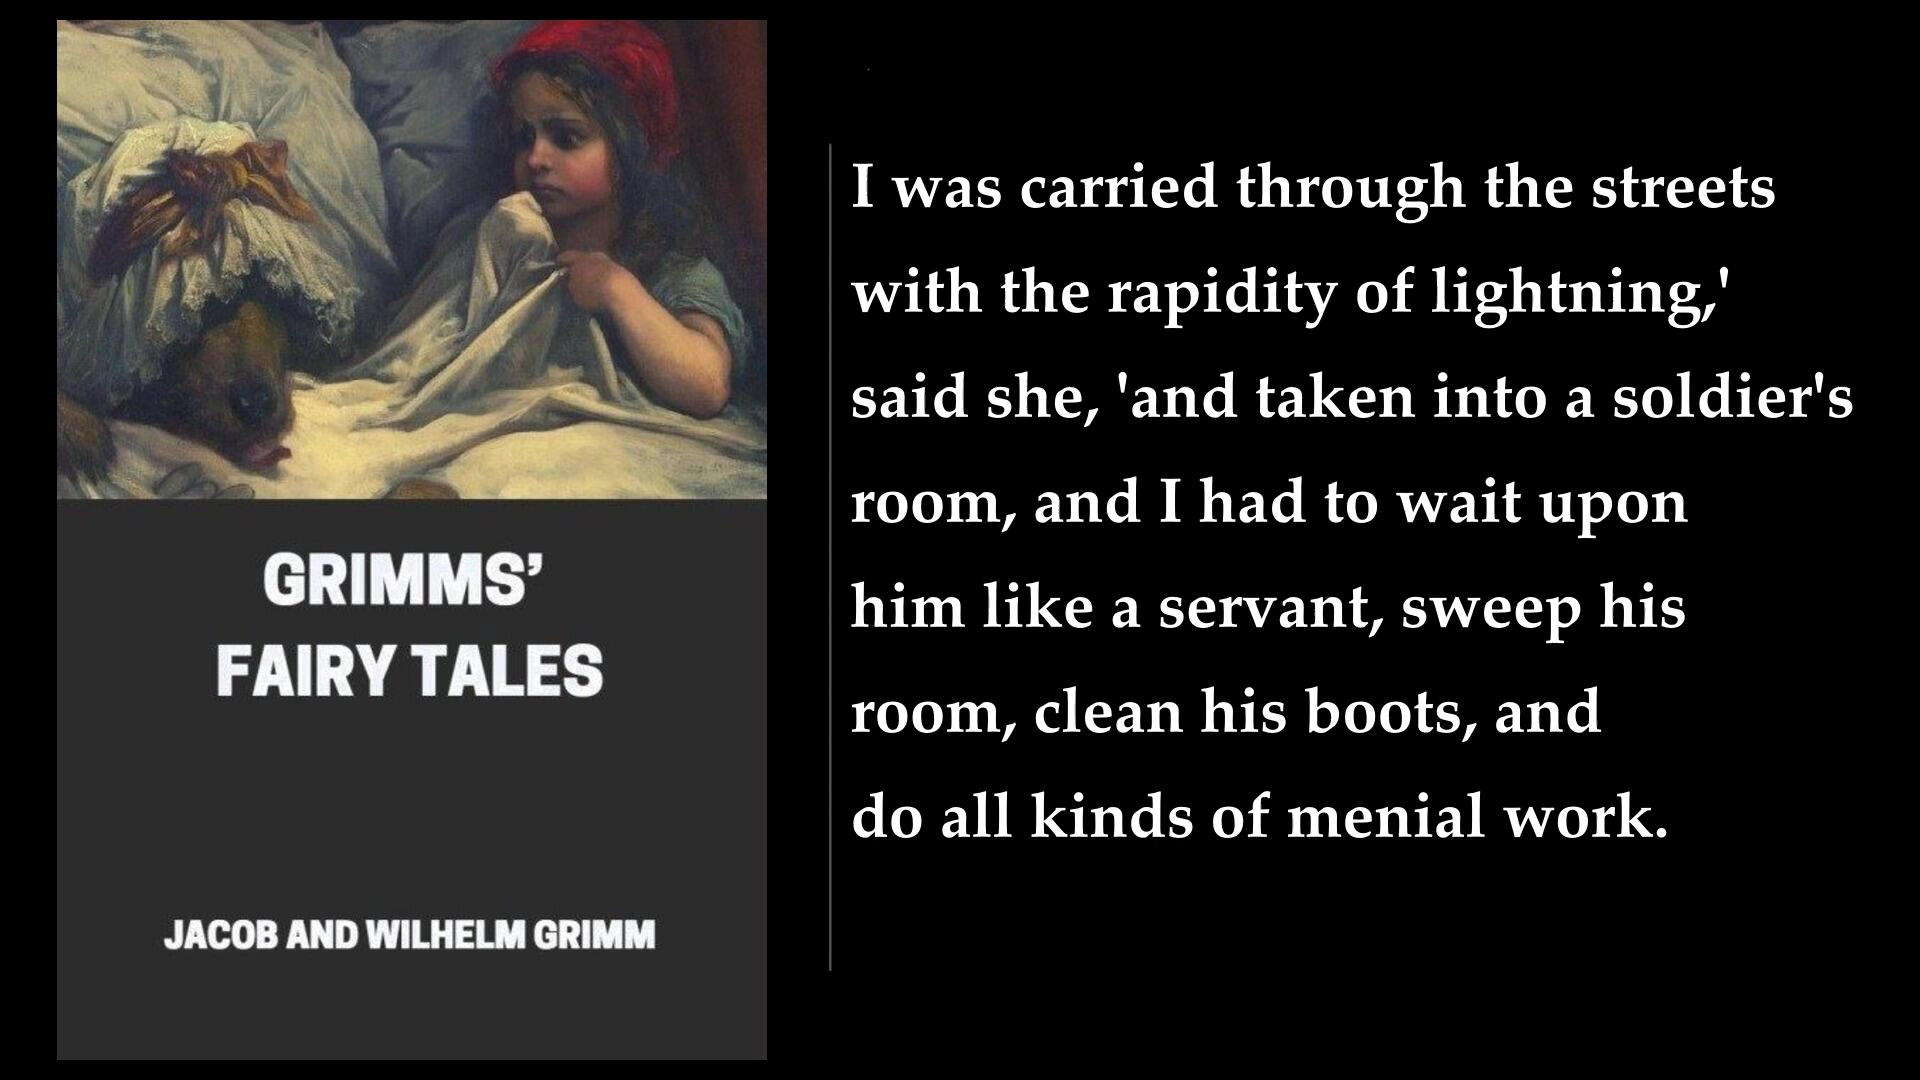 GRIMMS’
FAIRY TALES
JACOB AND WILHELM GRIMM
I was carried through the streets
with the rapidity of lightning,'
said she, 'and taken into a soldier's
room, and I had to wait upon
him like a servant, sweep his
room, clean his boots, and
do all kinds of menial work.